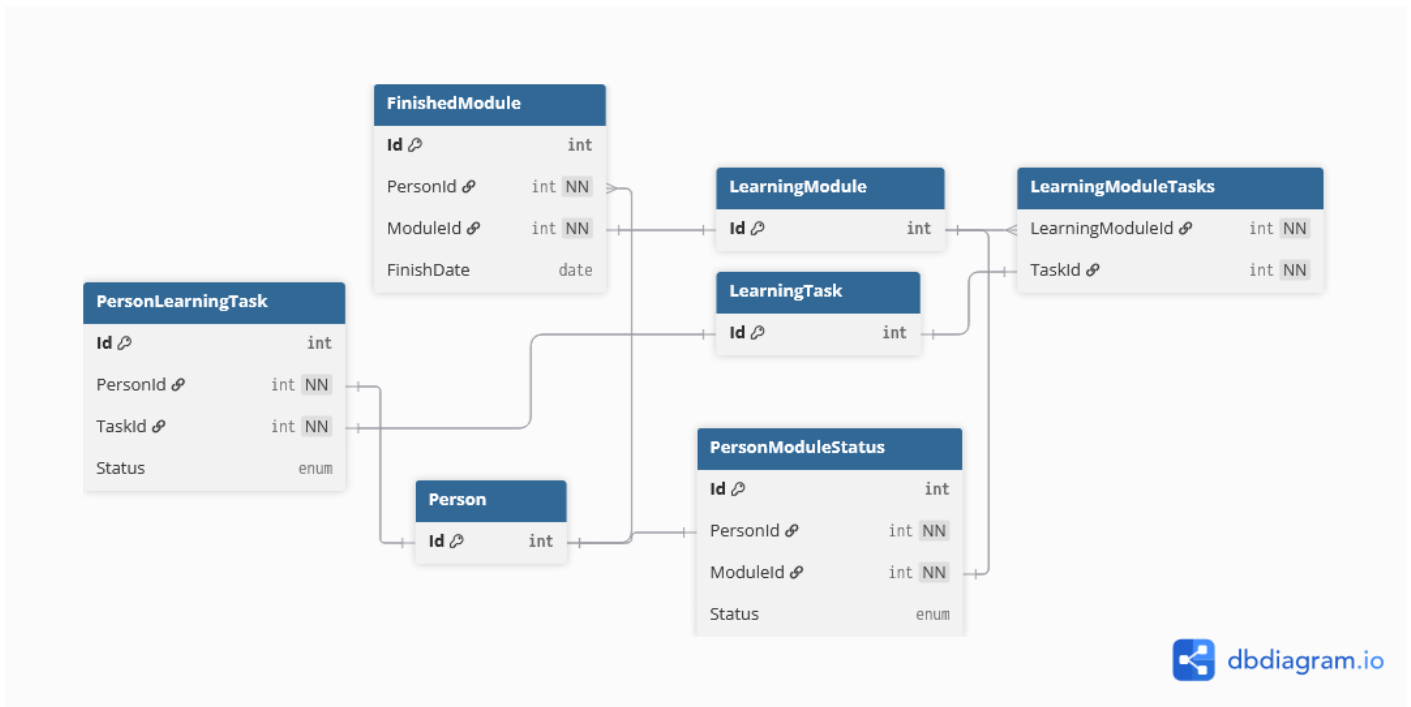 FinishedModule
Id int
PersonId int NN
ModuleId int NN
FinishDate date
LearningModule
Id int
LearningModuleTasks
LearningModuleId int NN
TaskId int NN
LearningTask
Id int
PersonLearningTask
Id int
PersonId int NN
TaskId int NN
Status enum
Person
Id int
PersonModuleStatus
Id int
PersonId int NN
ModuleId int NN
Status enum
dbdiagram.io